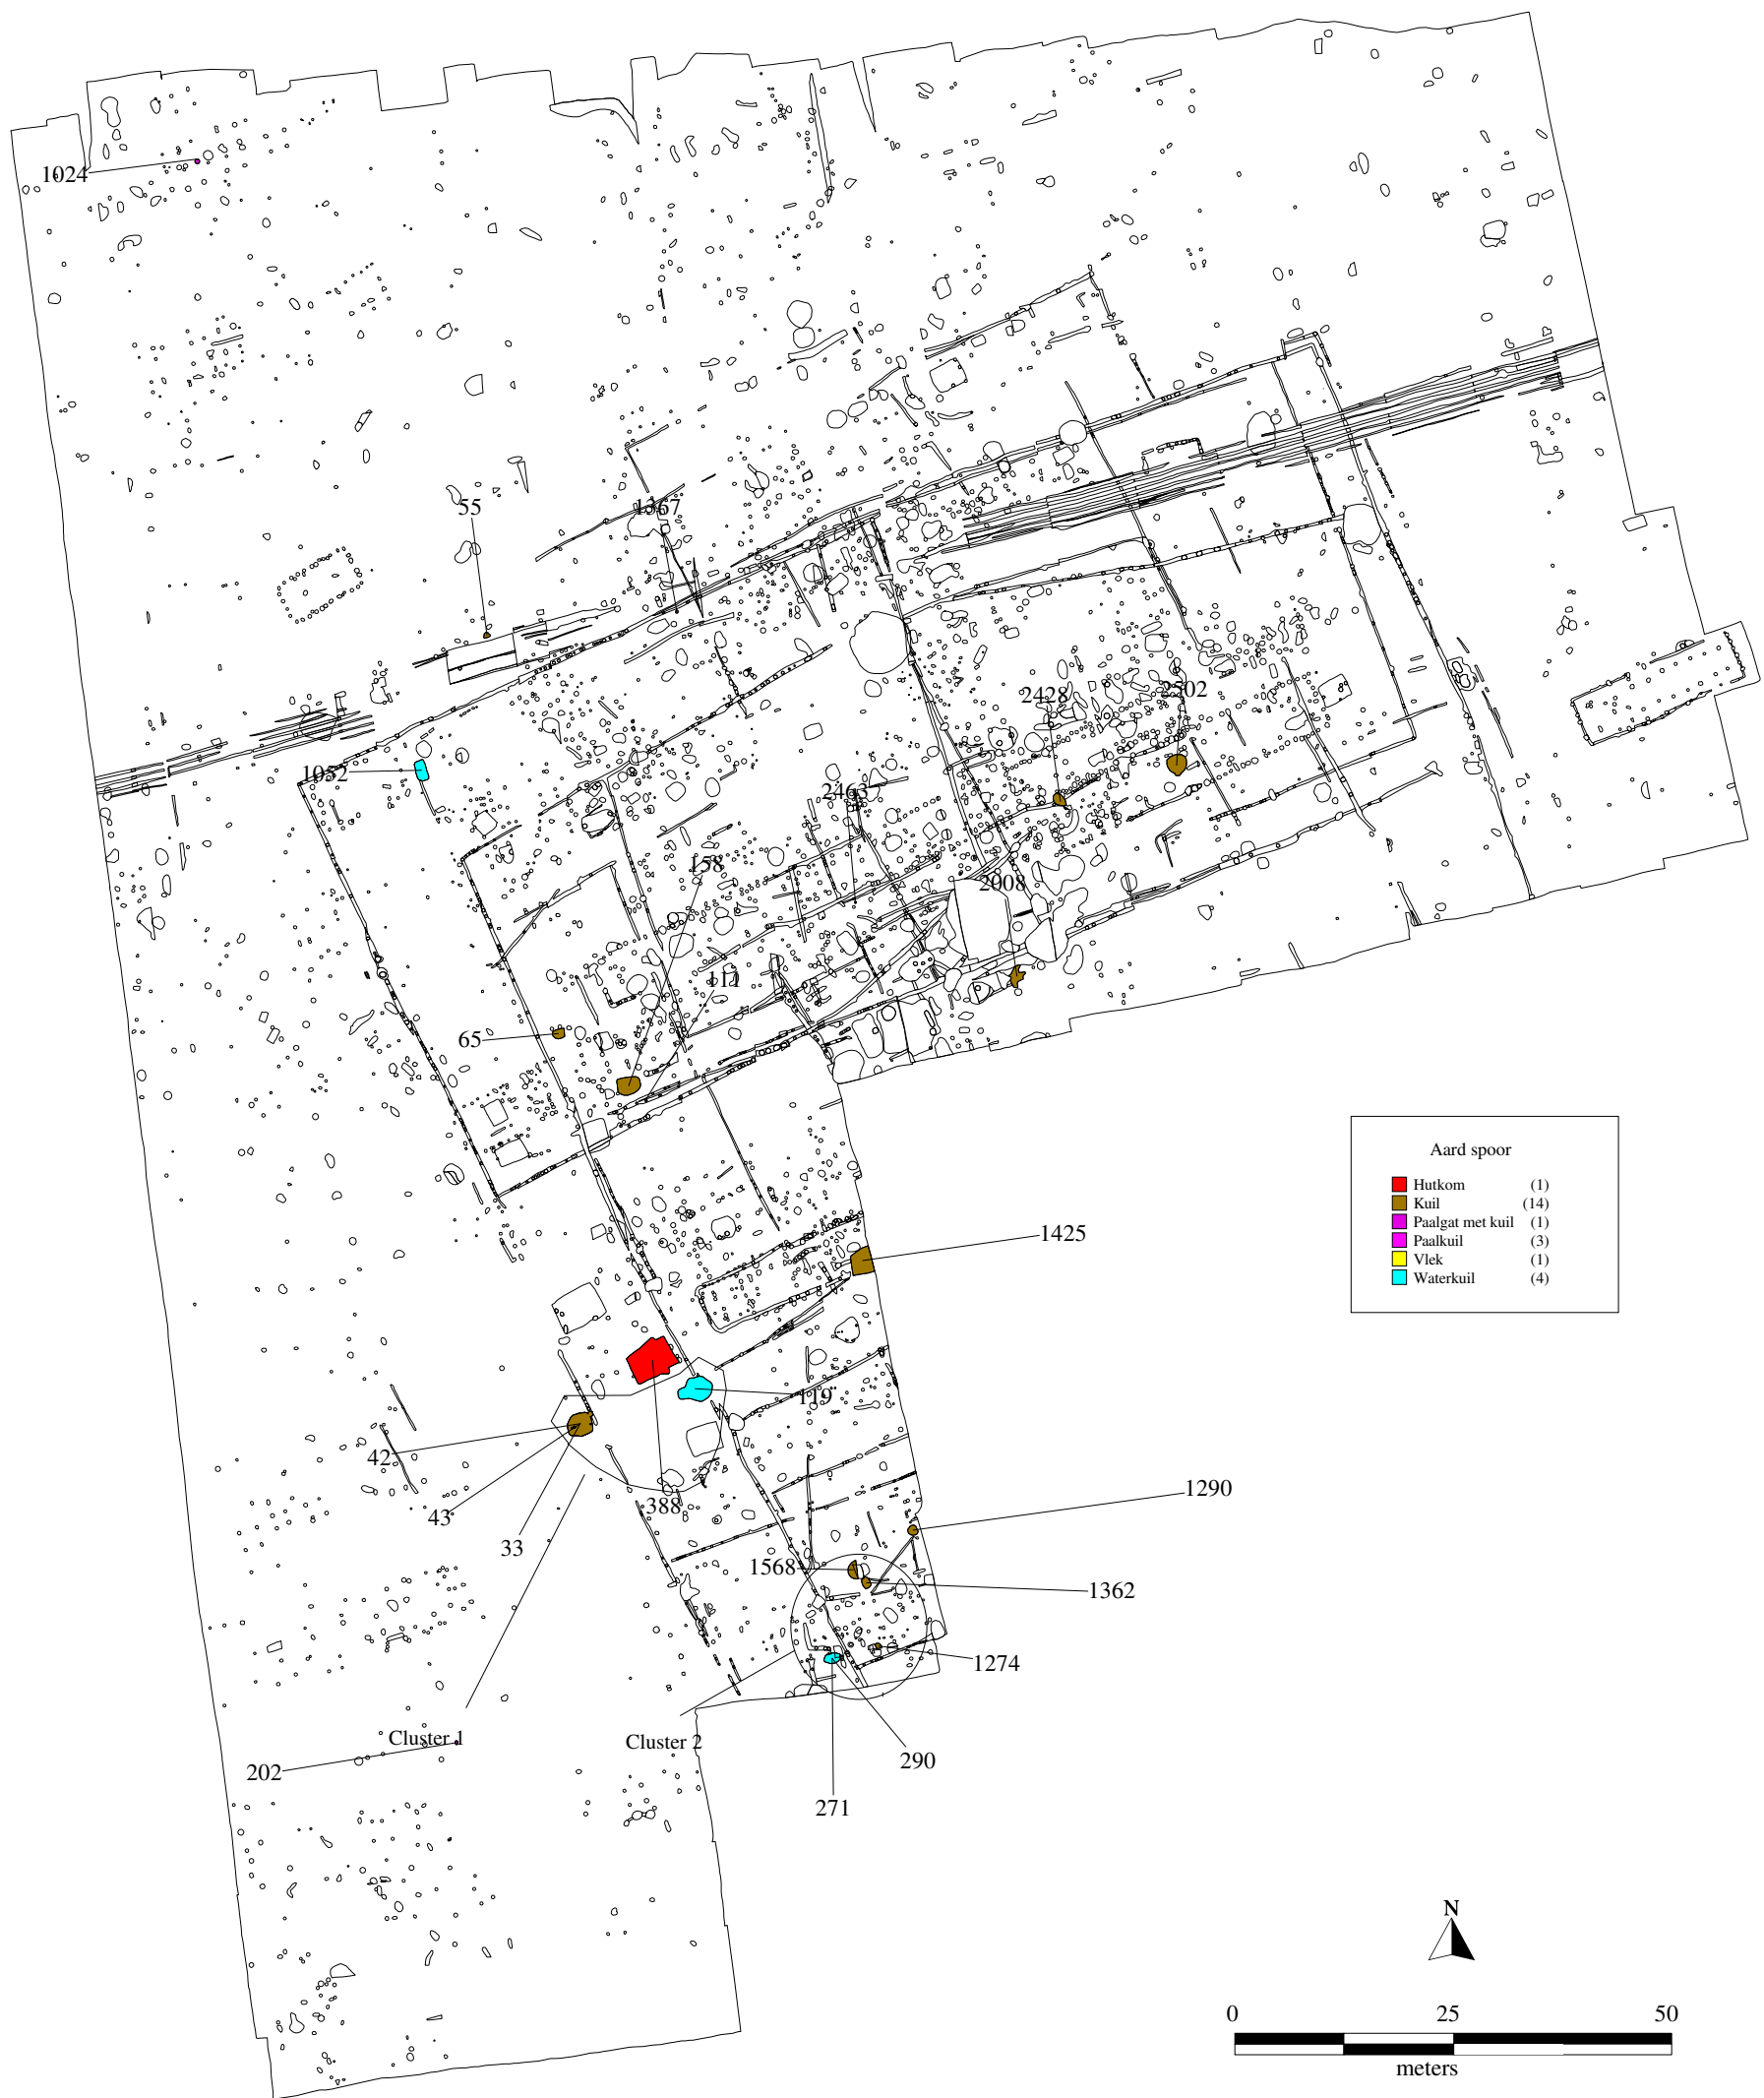 1024
55
1367
2428
2502
1052
2463
158
2008
111
65
Aard spoor
Hutkom (1)
Kuil (14)
Paalgat met kuil (1)
Paalkuil (3)
Vlek (1)
Waterkuil (4)
1425
119
42
43
388
33
1290
1568
1362
1274
Cluster 1
Cluster 2
202
290
271
N
0 25 50
meters